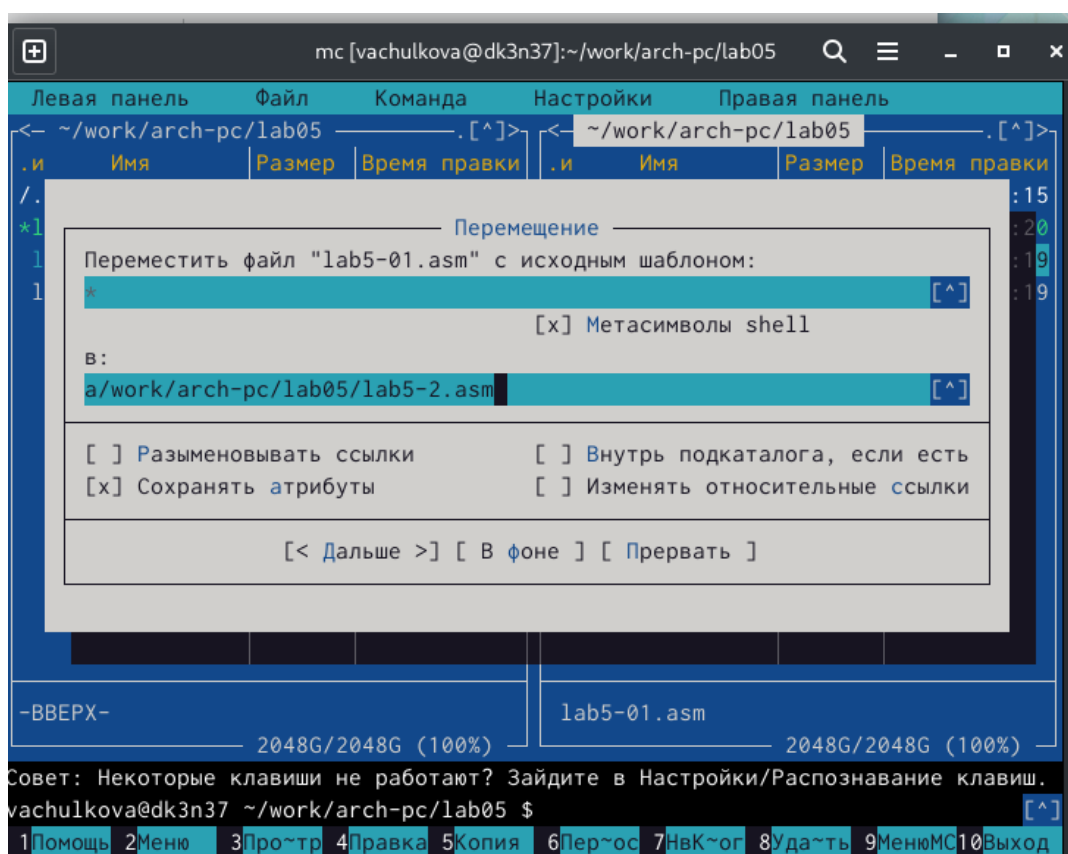 mc [vachulkova@dk3n37]:~/work/arch-pc/lab05
Левая панель Файл Команда Настройки Правая панель
<— ~/work/arch-pc/lab05 .[^]> <— ~/work/arch-pc/lab05 .[^]>
.и Имя Размер Время правки .и Имя Размер Время правки
/. :15
*l :20
l :19
l :19
Перемещение
Переместить файл "lab5-01.asm" с исходным шаблоном:
* [^]
[x] Метасимволы shell
в:
a/work/arch-pc/lab05/lab5-2.asm [^]
[ ] Разыменовывать ссылки [ ] Внутрь подкаталога, если есть
[x] Сохранять атрибуты [ ] Изменять относительные ссылки
[< Дальше >] [ В фоне ] [ Прервать ]
-ВВЕРХ- lab5-01.asm
2048G/2048G (100%) 2048G/2048G (100%)
Совет: Некоторые клавиши не работают? Зайдите в Настройки/Распознавание клавиш.
vachulkova@dk3n37 ~/work/arch-pc/lab05 $ [^]
1Помощь 2Меню 3Про~тр 4Правка 5Копия 6Пер~ос 7НвК~ог 8Уда~ть 9МенюМС 10Выход